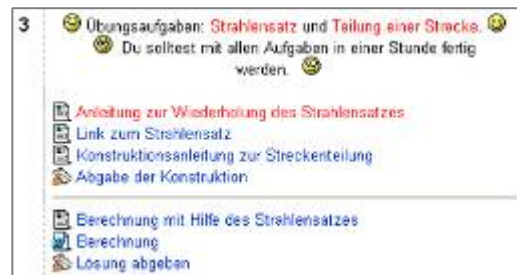 3
Übungsaufgaben: Strahlensatz und Teilung einer Strecke.
Du solltest mit allen Aufgaben in einer Stunde fertig
werden.
Anleitung zur Wiederholung des Strahlensatzes
Link zum Strahlensatz
Konstruktionsanleitung zur Streckenteilung
Abgabe der Konstruktion
Berechnung mit Hilfe des Strahlensatzes
Berechnung
Lösung abgeben